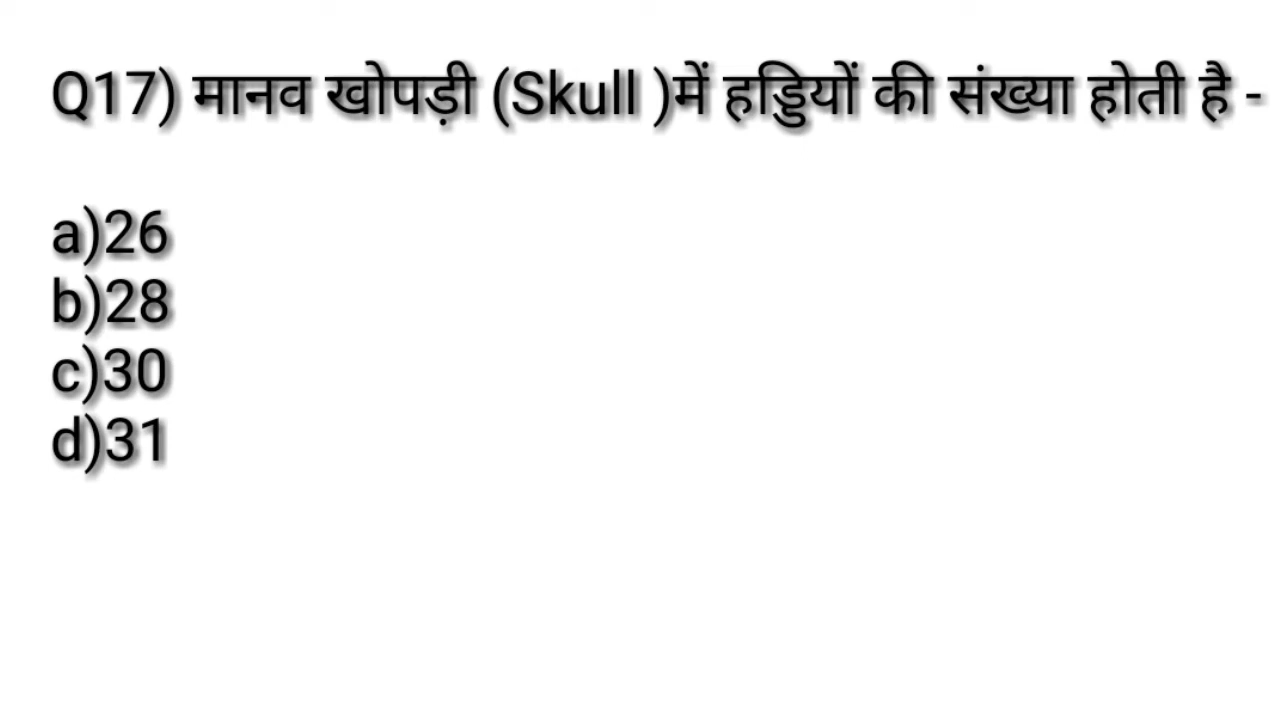 Q17) मानव खोपड़ी (Skull )में हड्डियों की संख्या होती है -
a)26
b)28
c)30
d)31